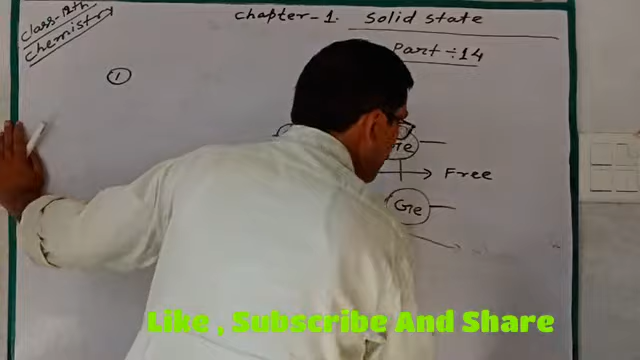 Class-12th
Chemistry
Chapter-1. Solid State
Part ÷ 14
1
Ge
Free
Ge
Like , Subscribe And Share